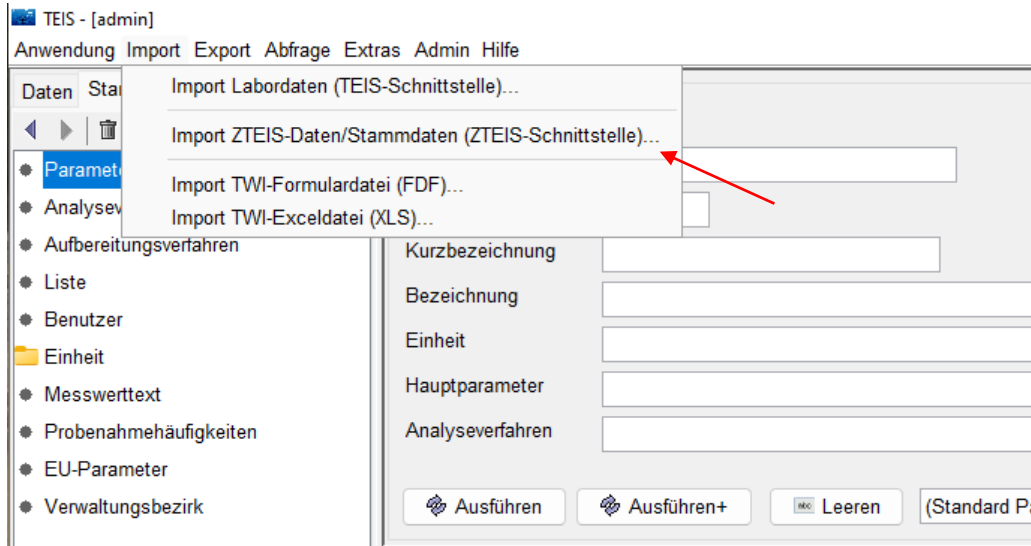 TEIS - [admin]
Anwendung Import Export Abfrage Extras Admin Hilfe
Daten
Import Labordaten (TEIS-Schnittstelle)...
Import ZTEIS-Daten/Stammdaten (ZTEIS-Schnittstelle)...
Import TWI-Formulardatei (FDF)...
Import TWI-Exceldatei (XLS)...
Aufbereitungsverfahren
Liste
Benutzer
Einheit
Messwerttext
Probenahmehäufigkeiten
EU-Parameter
Verwaltungsbezirk
Kurzbezeichnung
Bezeichnung
Einheit
Hauptparameter
Analyseverfahren
Ausführen
Ausführen+
abc Leeren
(Standard